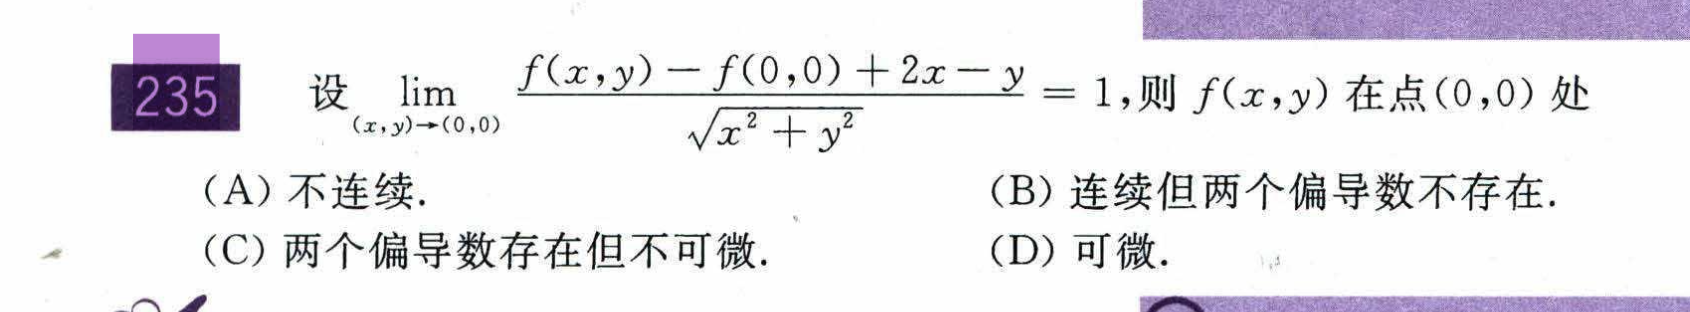 235 设 $\lim\limits_{(x,y)\to(0,0)} \frac{f(x,y)-f(0,0)+2x-y}{\sqrt{x^2+y^2}}=1$,则 $f(x,y)$ 在点(0,0) 处
(A) 不连续. (B) 连续但两个偏导数不存在.
(C) 两个偏导数存在但不可微. (D) 可微.